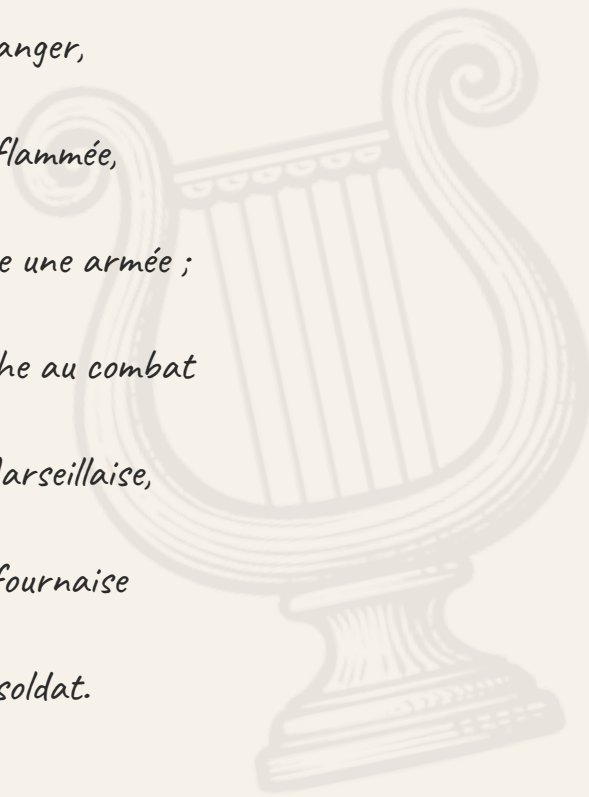 anger,
flammée,
e une armée ;
he au combat
arseillaise,
fournaise
soldat.